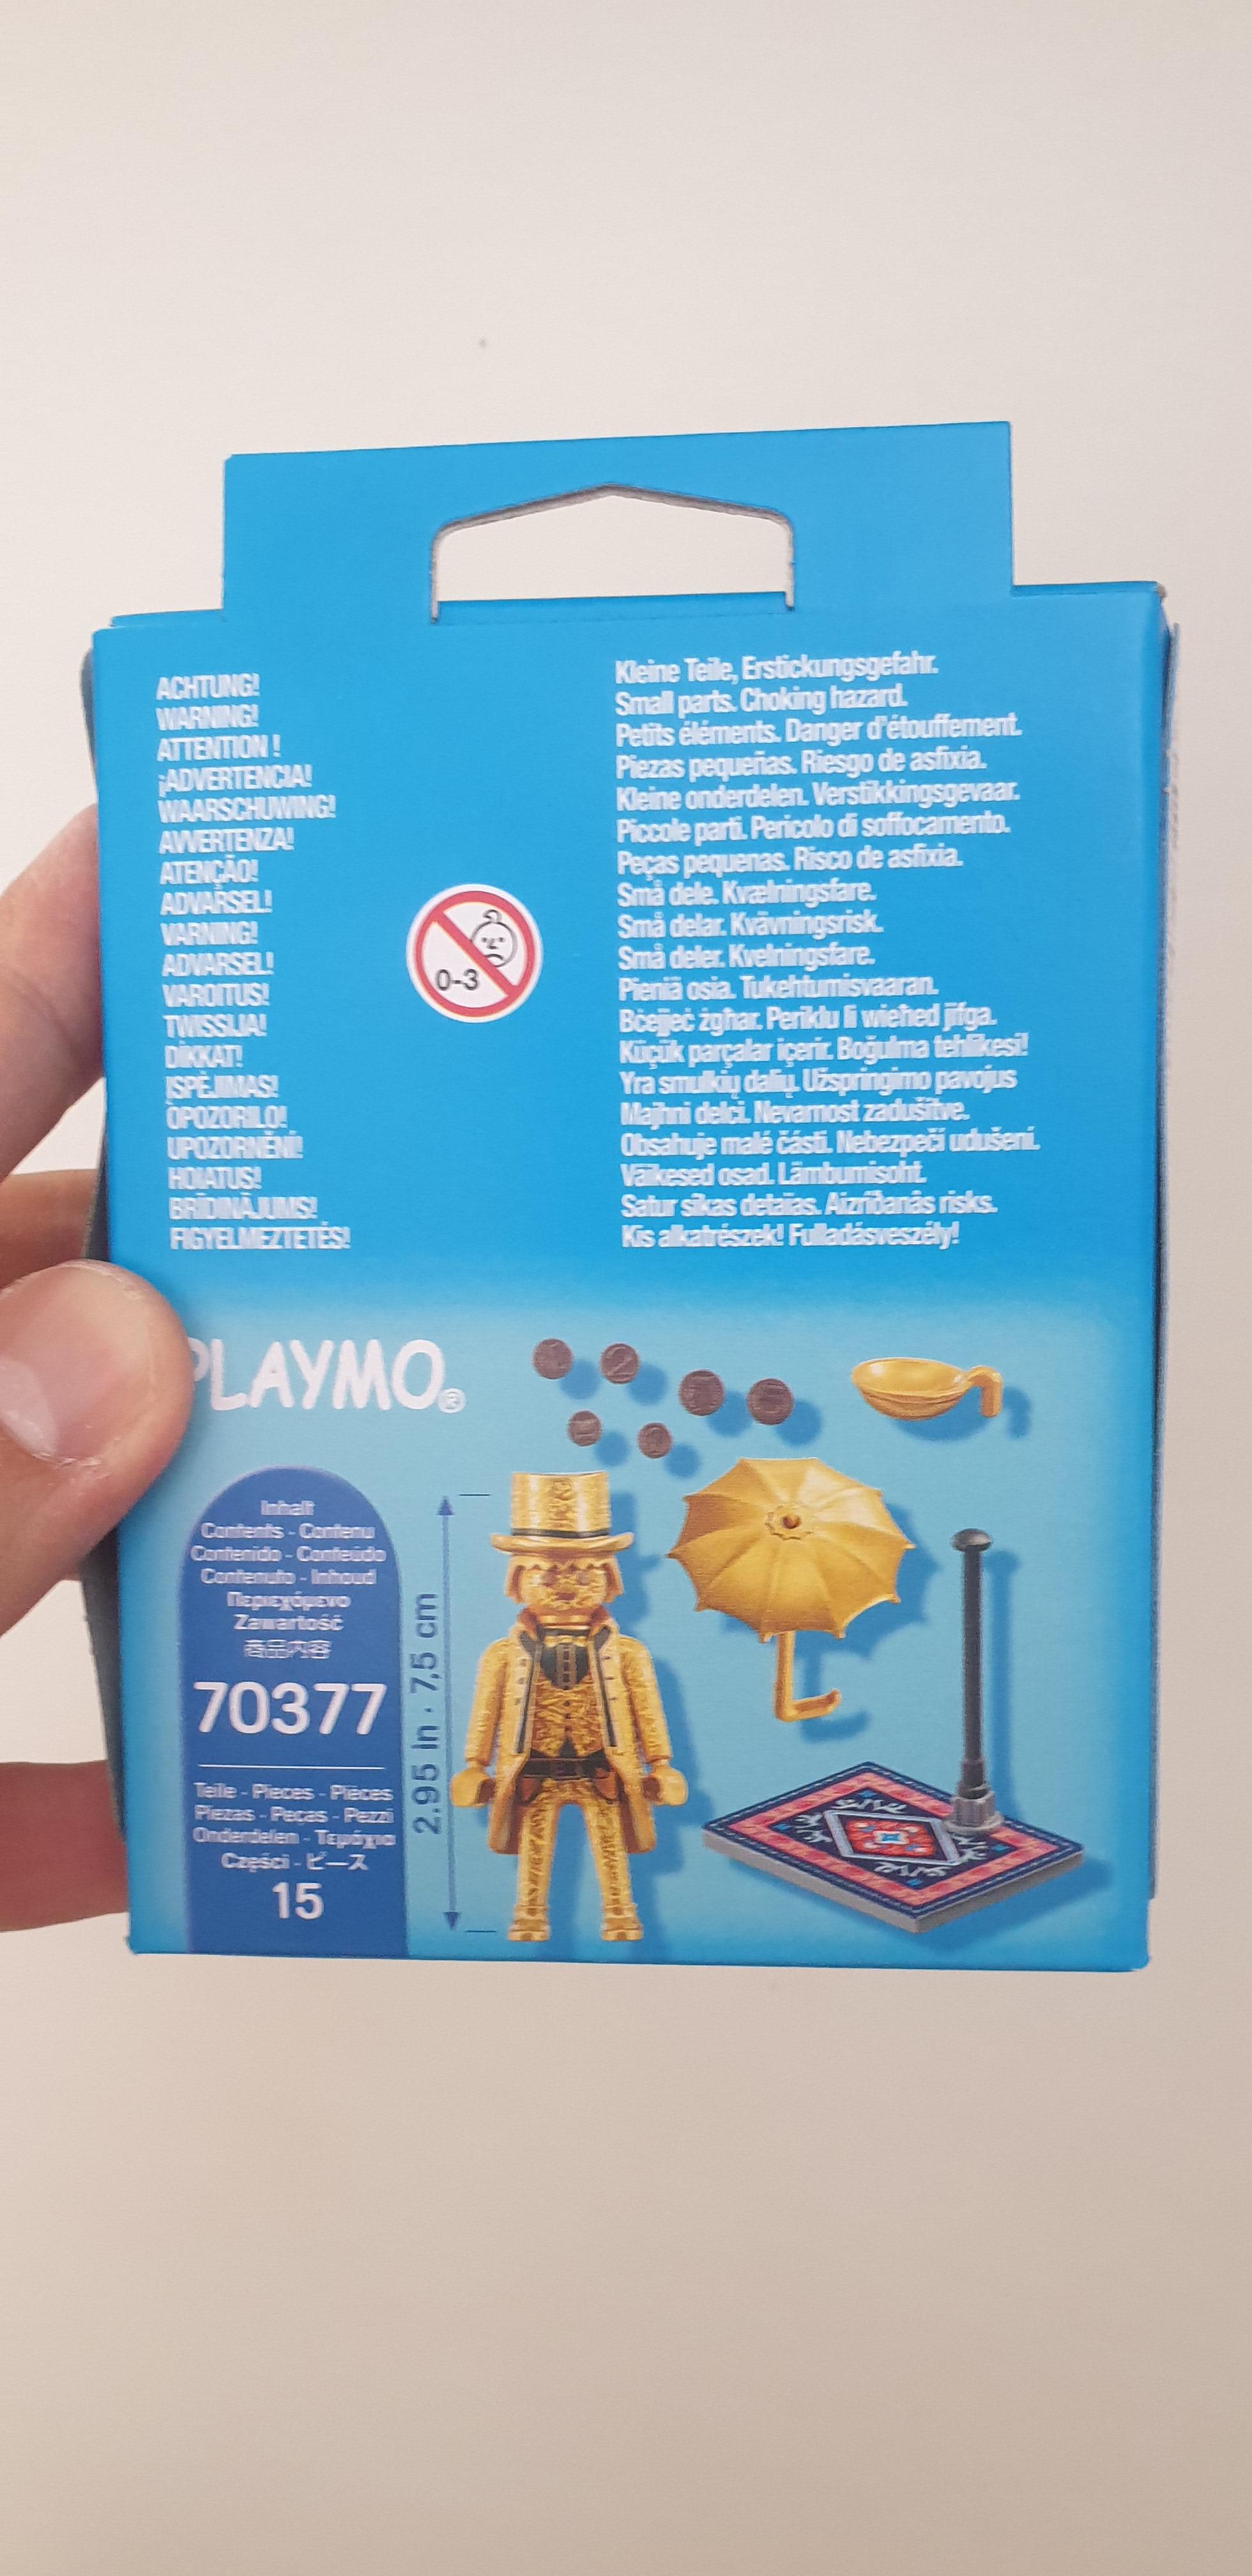 ACHTUNG!
WARNING!
ATTENTION !
¡ADVERTENCIA!
WAARSCHUWING!
AVVERTENZA!
ATENÇÃO!
ADVARSEL!
VARNING!
ADVARSEL!
VAROITUS!
TWISSIJA!
DİKKAT!
ISPĖJIMAS!
OPOZORILO!
UPOZORNĚNÍ!
HOIATUS!
BRĪDINĀJUMS!
FIGYELMEZTETÉS!
0-3
Kleine Teile, Erstickungsgefahr.
Small parts. Choking hazard.
Petits éléments. Danger d'étouffement.
Piezas pequeñas. Riesgo de asfixia.
Kleine onderdelen. Verstikkingsgevaar.
Piccole parti. Pericolo di soffocamento.
Peças pequenas. Risco de asfixia.
Små dele. Kvælningsfare.
Små delar. Kvävningsrisk.
Små deler. Kvelningsfare.
Pieniä osia. Tukehtumisvaaran.
Bċejjeċ żgħar. Periklu li wieħed jifga.
Küçük parçalar içerir. Boğulma tehlikesi!
Yra smulkių dalių. Užspringimo pavojus
Majhni delci. Nevarnost zadušitve.
Obsahuje malé části. Nebezpečí udušení.
Väikesed osad. Lämbumisoht.
Satur sīkas detaļas. Aizrīšanās risks.
Kis alkatrészek! Fulladásveszély!
PLAYMO®
Inhalt
Contents - Contenu
Contenido - Conteúdo
Contenuto - Inhoud
Περιεχόμενο
Zawartość
商品内容
70377
Teile - Pieces - Pièces
Piezas - Peças - Pezzi
Onderdelen - Τεμάχια
Części - ピース
15
2.95 in · 7,5 cm